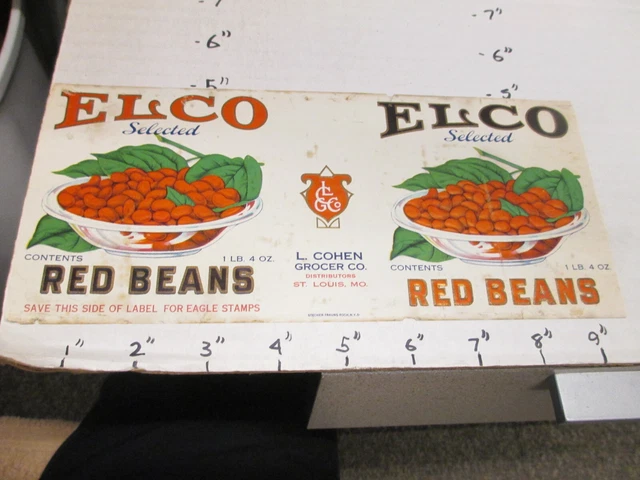 7"
6"
5"
7"
6"
5"
ELCO
Selected
CONTENTS 1 LB. 4 OZ.
RED BEANS
SAVE THIS SIDE OF LABEL FOR EAGLE STAMPS
L G Co
L. COHEN
GROCER CO.
DISTRIBUTORS
ST. LOUIS, MO.
ELCO
Selected
CONTENTS 1 LB. 4 OZ.
RED BEANS
1" 2" 3" 4" 5" 6" 7" 8" 9"